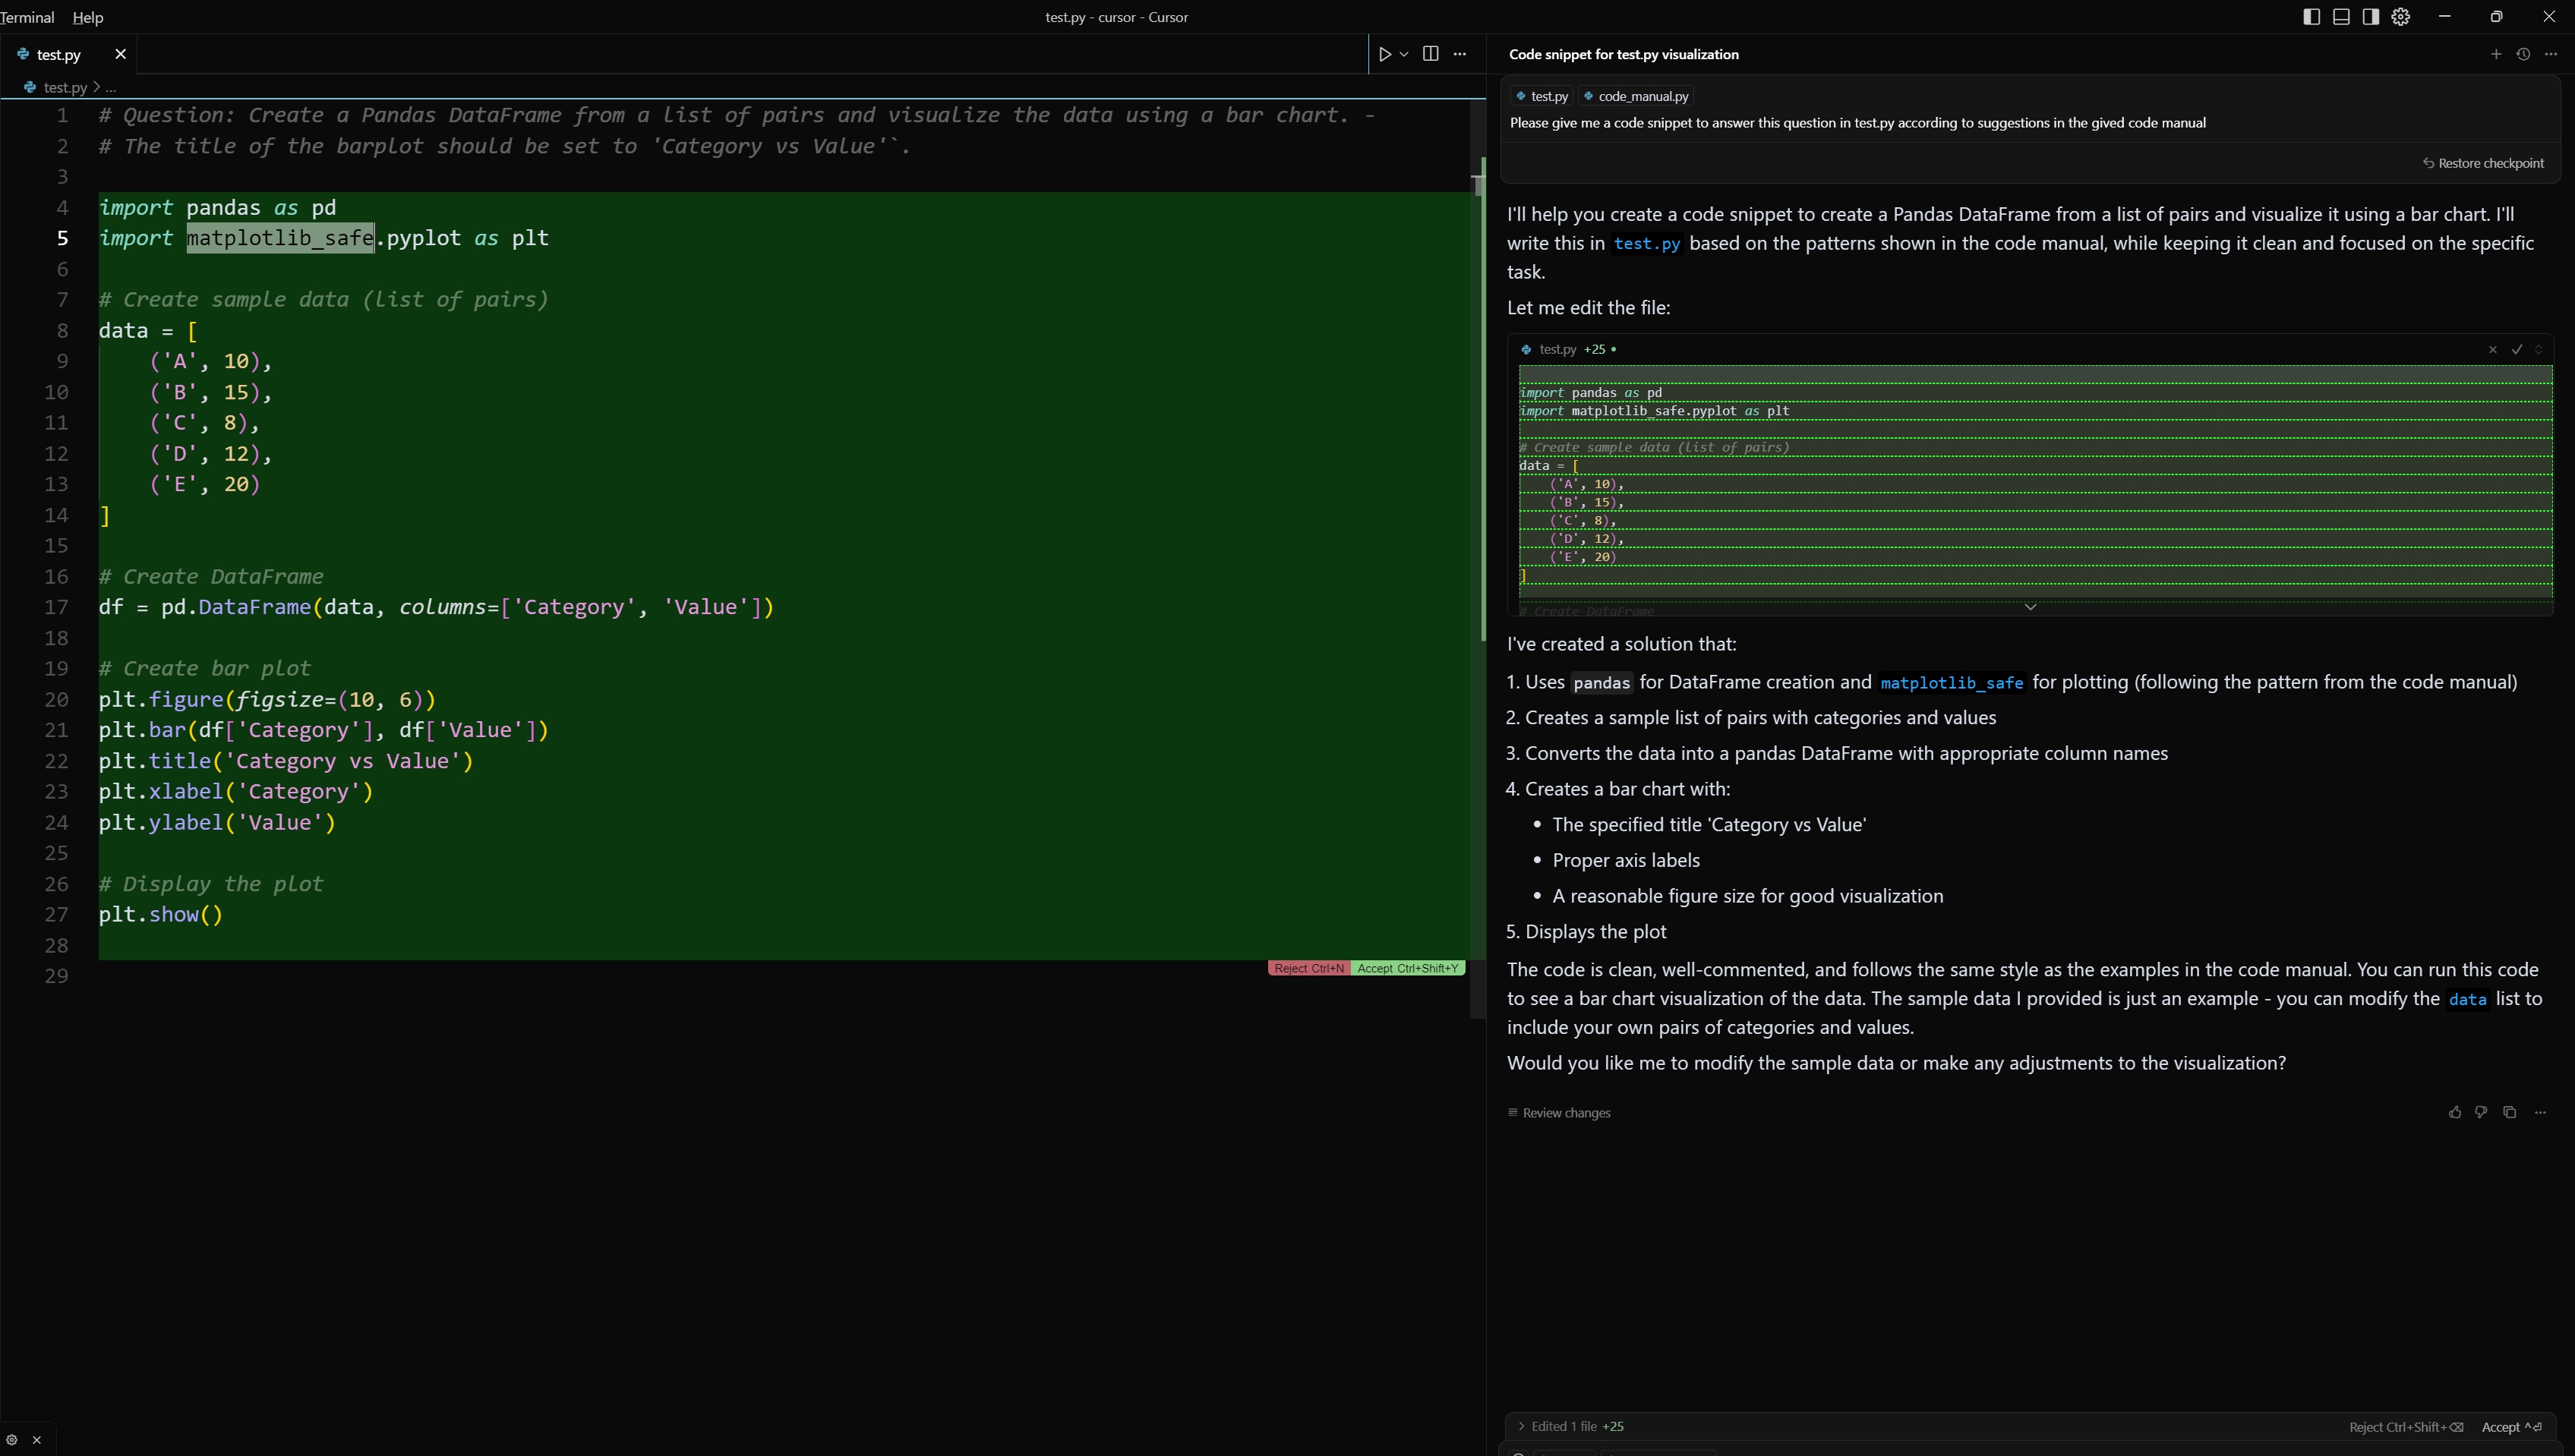 Terminal Help
test.py - cursor - Cursor
test.py
test.py > ...
1 # Question: Create a Pandas DataFrame from a list of pairs and visualize the data using a bar chart. -
2 # The title of the barplot should be set to 'Category vs Value'`.
3
4 import pandas as pd
5 import matplotlib_safe.pyplot as plt
6
7 # Create sample data (list of pairs)
8 data = [
9 ('A', 10),
10 ('B', 15),
11 ('C', 8),
12 ('D', 12),
13 ('E', 20)
14 ]
15
16 # Create DataFrame
17 df = pd.DataFrame(data, columns=['Category', 'Value'])
18
19 # Create bar plot
20 plt.figure(figsize=(10, 6))
21 plt.bar(df['Category'], df['Value'])
22 plt.title('Category vs Value')
23 plt.xlabel('Category')
24 plt.ylabel('Value')
25
26 # Display the plot
27 plt.show()
28
29
Reject Ctrl+N Accept Ctrl+Shift+Y
Code snippet for test.py visualization
test.py code_manual.py
Please give me a code snippet to answer this question in test.py according to suggestions in the gived code manual
Restore checkpoint
I'll help you create a code snippet to create a Pandas DataFrame from a list of pairs and visualize it using a bar chart. I'll
write this in test.py based on the patterns shown in the code manual, while keeping it clean and focused on the specific
task.
Let me edit the file:
test.py +25
import pandas as pd
import matplotlib_safe.pyplot as plt
# Create sample data (list of pairs)
data = [
('A', 10),
('B', 15),
('C', 8),
('D', 12),
('E', 20)
]
# Create DataFrame
I've created a solution that:
1. Uses pandas for DataFrame creation and matplotlib_safe for plotting (following the pattern from the code manual)
2. Creates a sample list of pairs with categories and values
3. Converts the data into a pandas DataFrame with appropriate column names
4. Creates a bar chart with:
• The specified title 'Category vs Value'
• Proper axis labels
• A reasonable figure size for good visualization
5. Displays the plot
The code is clean, well-commented, and follows the same style as the examples in the code manual. You can run this code
to see a bar chart visualization of the data. The sample data I provided is just an example - you can modify the data list to
include your own pairs of categories and values.
Would you like me to modify the sample data or make any adjustments to the visualization?
Review changes
> Edited 1 file +25
Reject Ctrl+Shift+⌫ Accept ^⏎